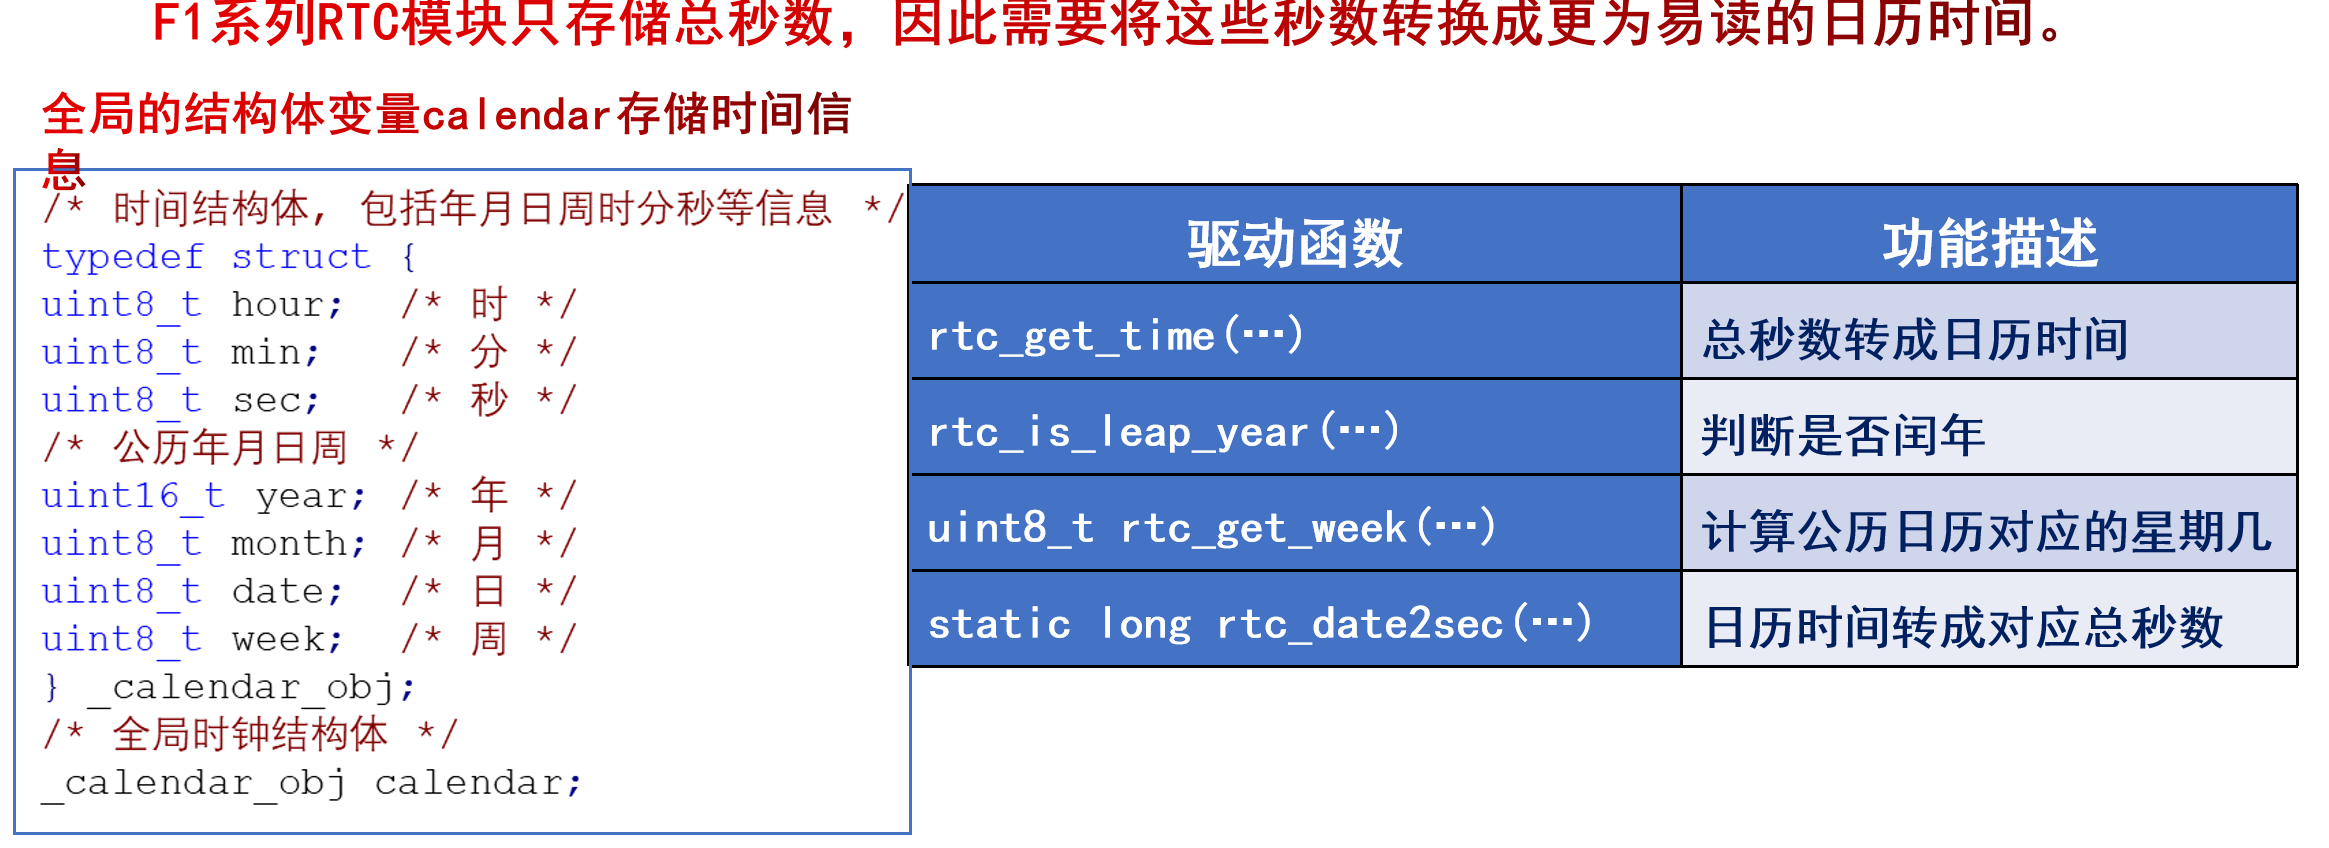 F1系列RTC模块只存储总秒数，因此需要将这些秒数转换成更为易读的日历时间。
全局的结构体变量calendar存储时间信
息
/* 时间结构体, 包括年月日周时分秒等信息 */
typedef struct {
uint8_t hour; /* 时 */
uint8_t min; /* 分 */
uint8_t sec; /* 秒 */
/* 公历年月日周 */
uint16_t year; /* 年 */
uint8_t month; /* 月 */
uint8_t date; /* 日 */
uint8_t week; /* 周 */
} _calendar_obj;
/* 全局时钟结构体 */
_calendar_obj calendar;
驱动函数 功能描述
rtc_get_time(…) 总秒数转成日历时间
rtc_is_leap_year(…) 判断是否闰年
uint8_t rtc_get_week(…) 计算公历日历对应的星期几
static long rtc_date2sec(…) 日历时间转成对应总秒数